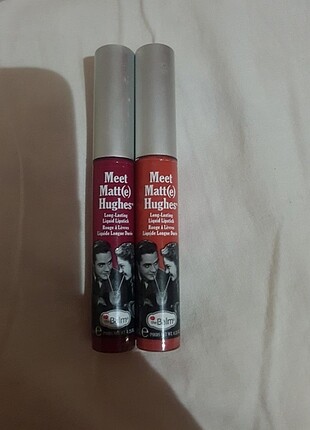 Meet
Matt(e)
Hughes®
Long-Lasting
Liquid Lipstick
Rouge à Lèvres
Liquide Longue Durée
theBalm®
Meet
Matt(e)
Hughes®
Long-Lasting
Liquid Lipstick
Rouge à Lèvres
Liquide Longue Durée
theBalm®